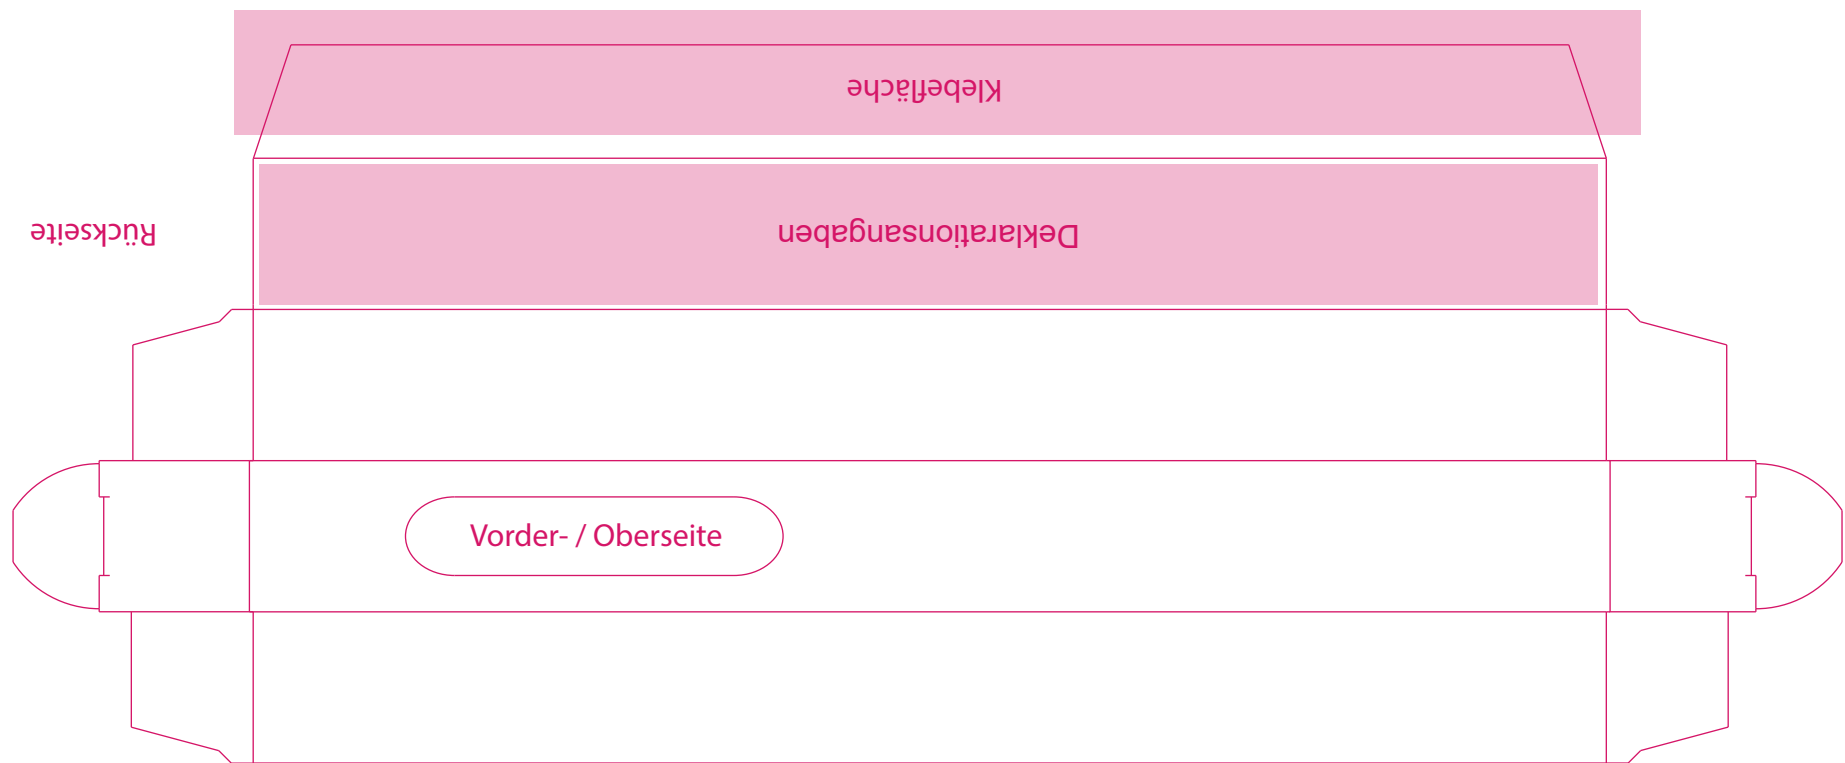 Klebefläche
Deklarationsangaben
Rückseite
Vorder- / Oberseite